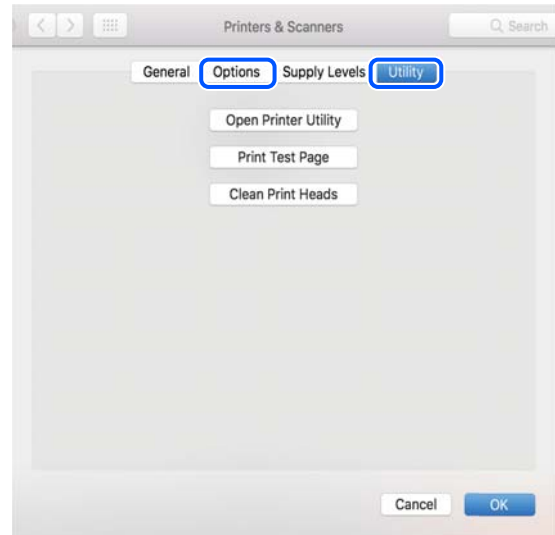 Printers & Scanners Search
General Options Supply Levels Utility
Open Printer Utility
Print Test Page
Clean Print Heads
Cancel OK